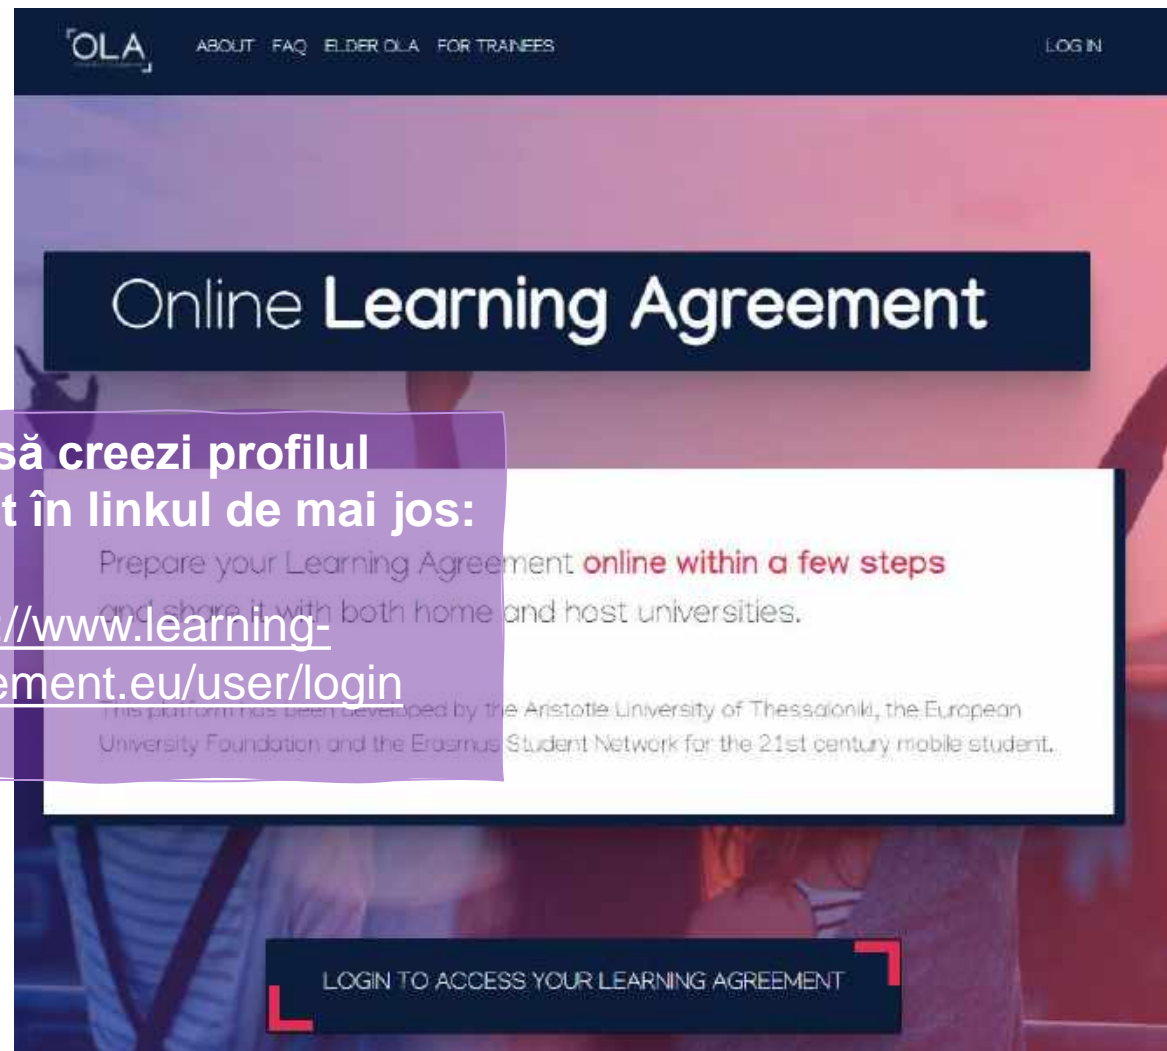 OLA ABOUT FAQ ELDER OLA FOR TRAINEES LOG IN
Online Learning Agreement
să creezi profilul
t în linkul de mai jos:
Prepare your Learning Agreement online within a few steps
and share it with both home and host universities.
://www.learning-
ement.eu/user/login
This platform has been developed by the Aristotle University of Thessaloniki, the European
University Foundation and the Erasmus Student Network for the 21st century mobile student.
LOGIN TO ACCESS YOUR LEARNING AGREEMENT